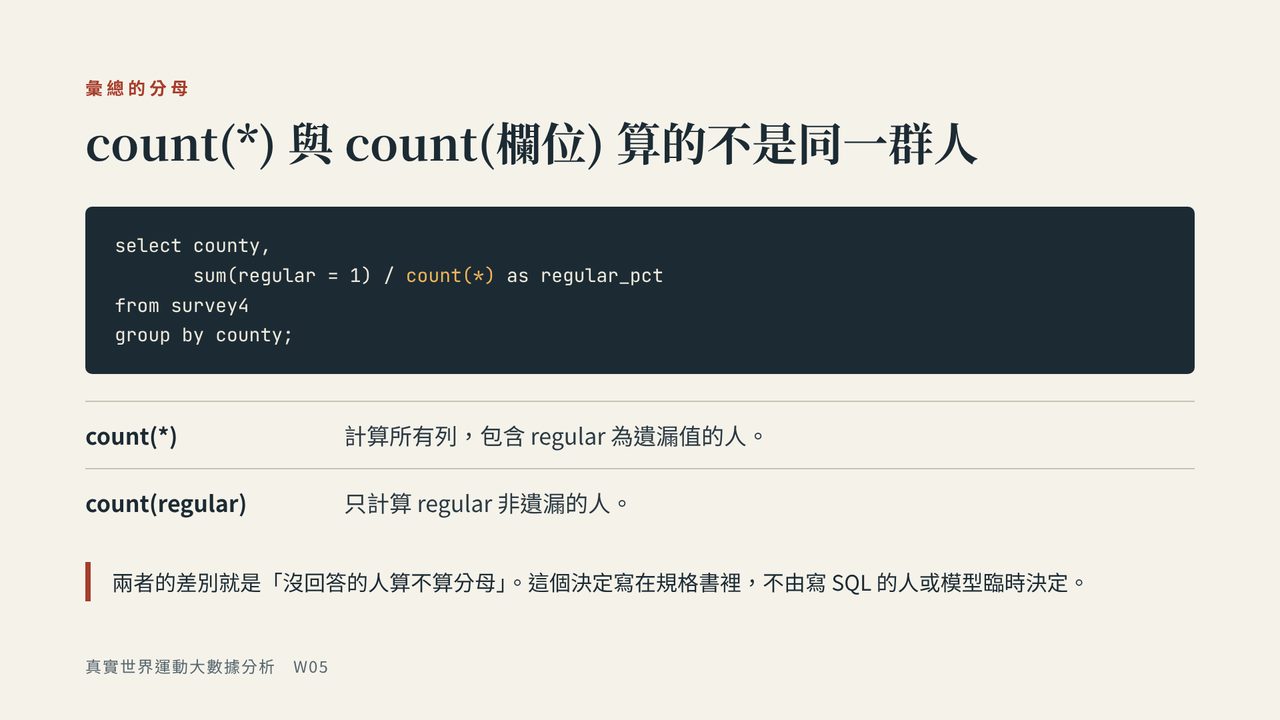 彙總的分母
count(*) 與 count(欄位) 算的不是同一群人
select county,
       sum(regular = 1) / count(*) as regular_pct
from survey4
group by county;
count(*) 計算所有列，包含 regular 為遺漏值的人。
count(regular) 只計算 regular 非遺漏的人。
兩者的差別就是「沒回答的人算不算分母」。這個決定寫在規格書裡，不由寫 SQL 的人或模型臨時決定。
真實世界運動大數據分析 W05